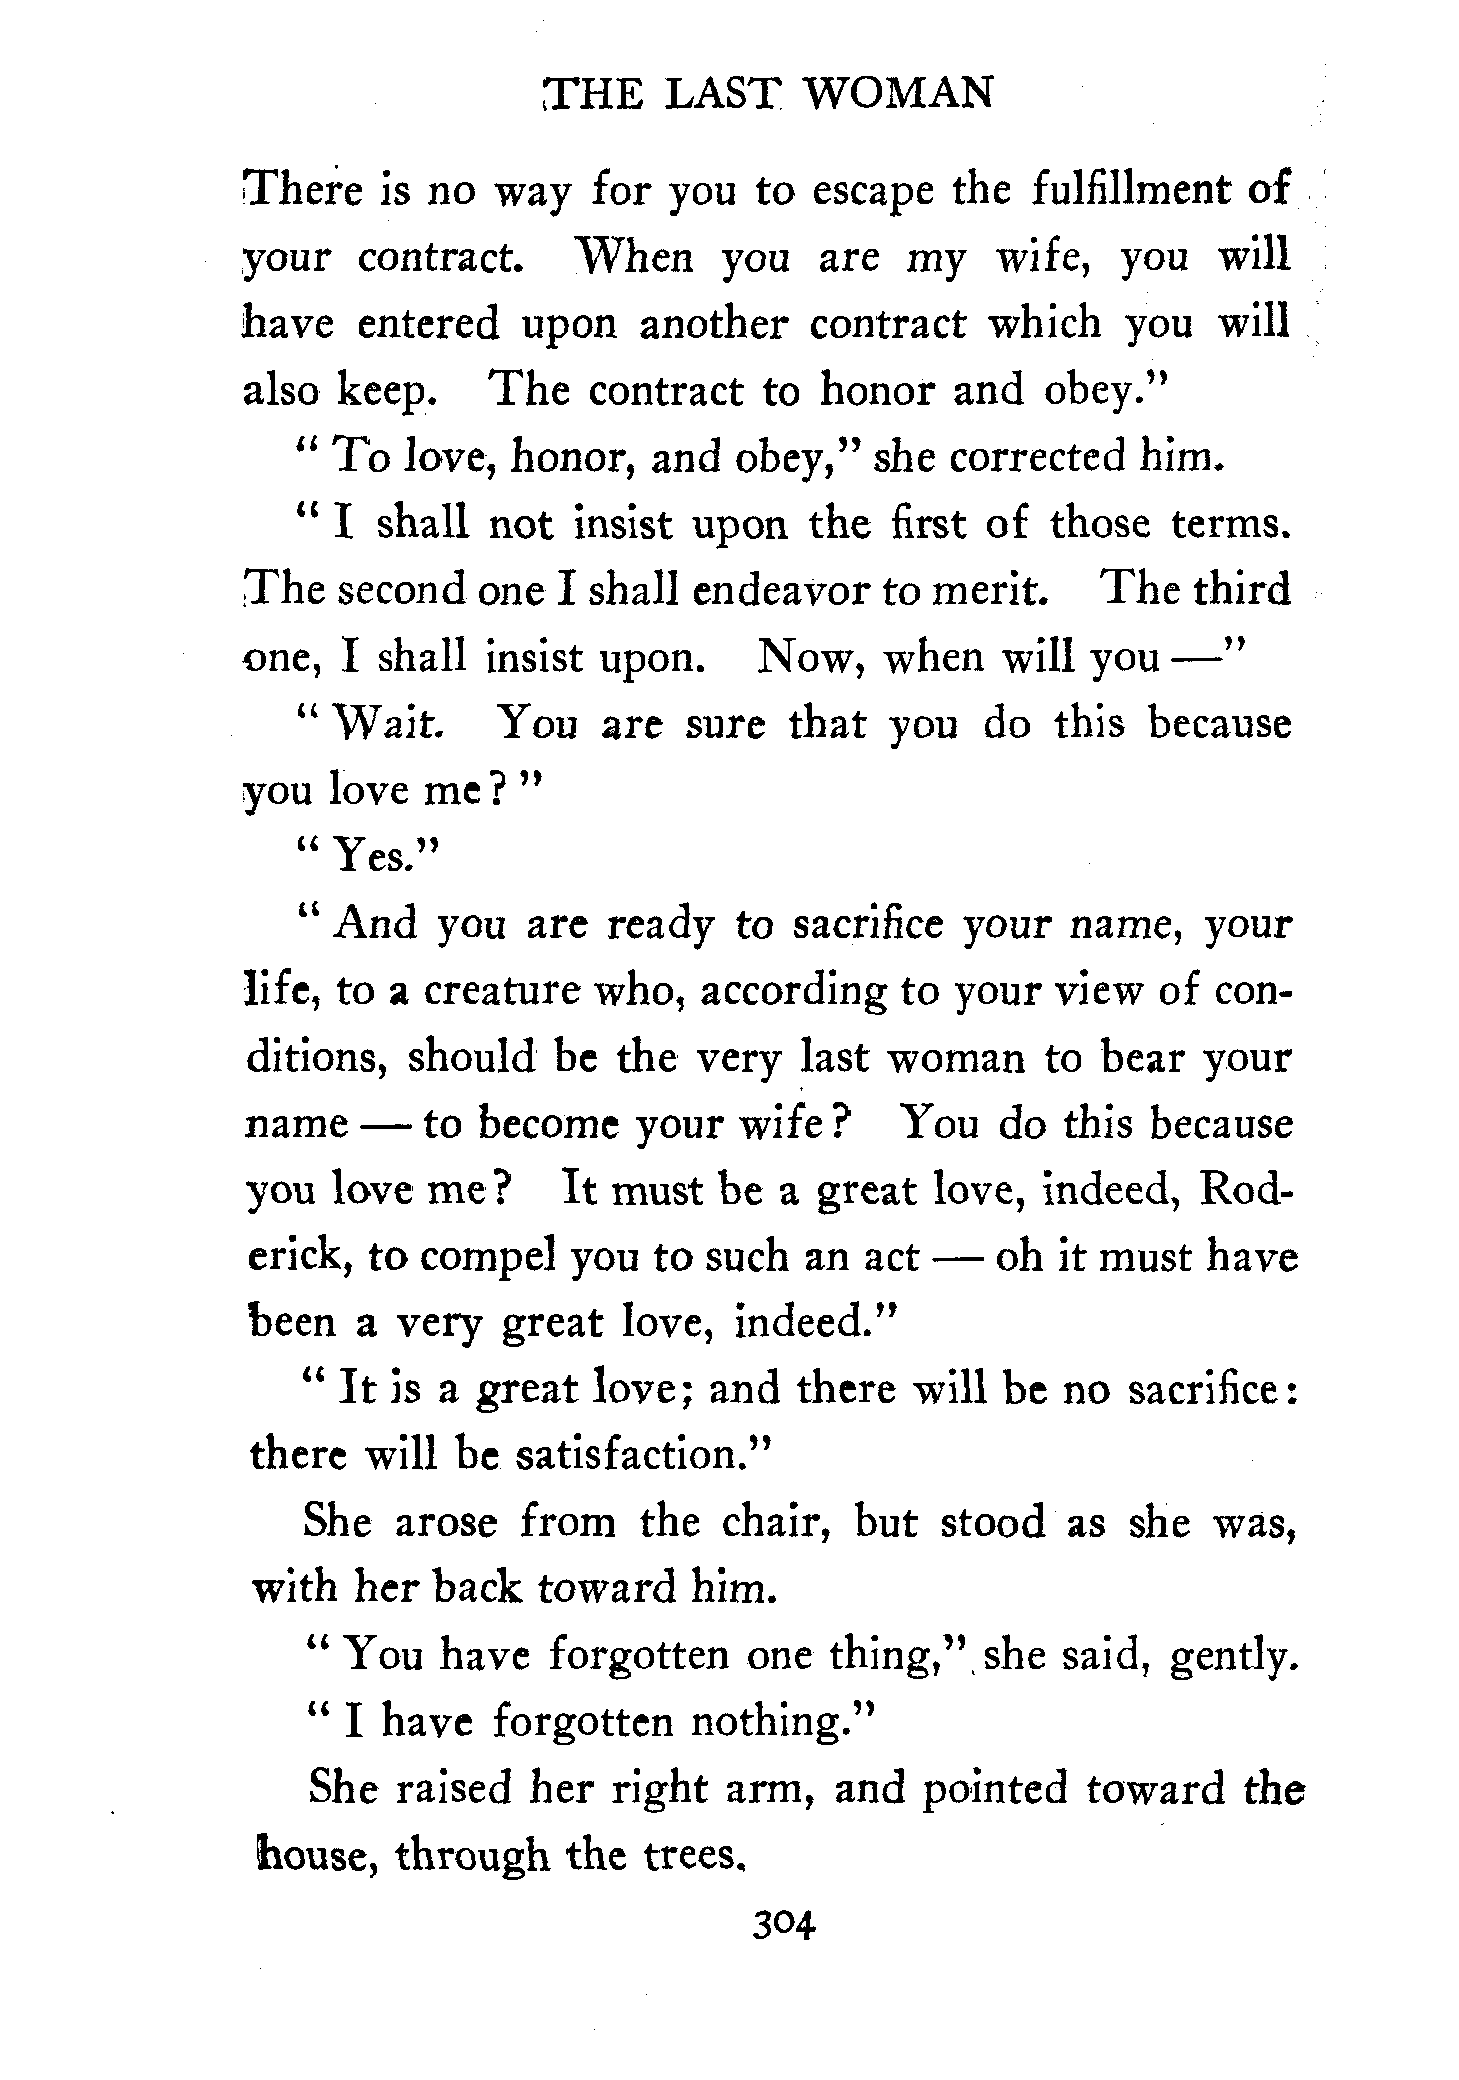 THE LAST WOMAN
There is no way for you to escape the fulfillment of
your contract. When you are my wife, you will
have entered upon another contract which you will
also keep. The contract to honor and obey."
" To love, honor, and obey," she corrected him.
" I shall not insist upon the first of those terms.
The second one I shall endeavor to merit. The third
one, I shall insist upon. Now, when will you —"
" Wait. You are sure that you do this because
you love me? "
" Yes."
" And you are ready to sacrifice your name, your
life, to a creature who, according to your view of con-
ditions, should be the very last woman to bear your
name — to become your wife? You do this because
you love me? It must be a great love, indeed, Rod-
erick, to compel you to such an act — oh it must have
been a very great love, indeed."
" It is a great love; and there will be no sacrifice:
there will be satisfaction."
She arose from the chair, but stood as she was,
with her back toward him.
" You have forgotten one thing," she said, gently.
" I have forgotten nothing."
She raised her right arm, and pointed toward the
house, through the trees.
304